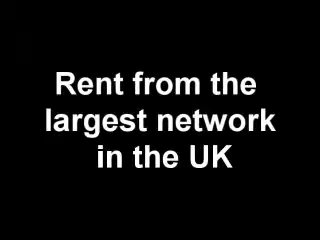 Rent from the
largest network
in the UK